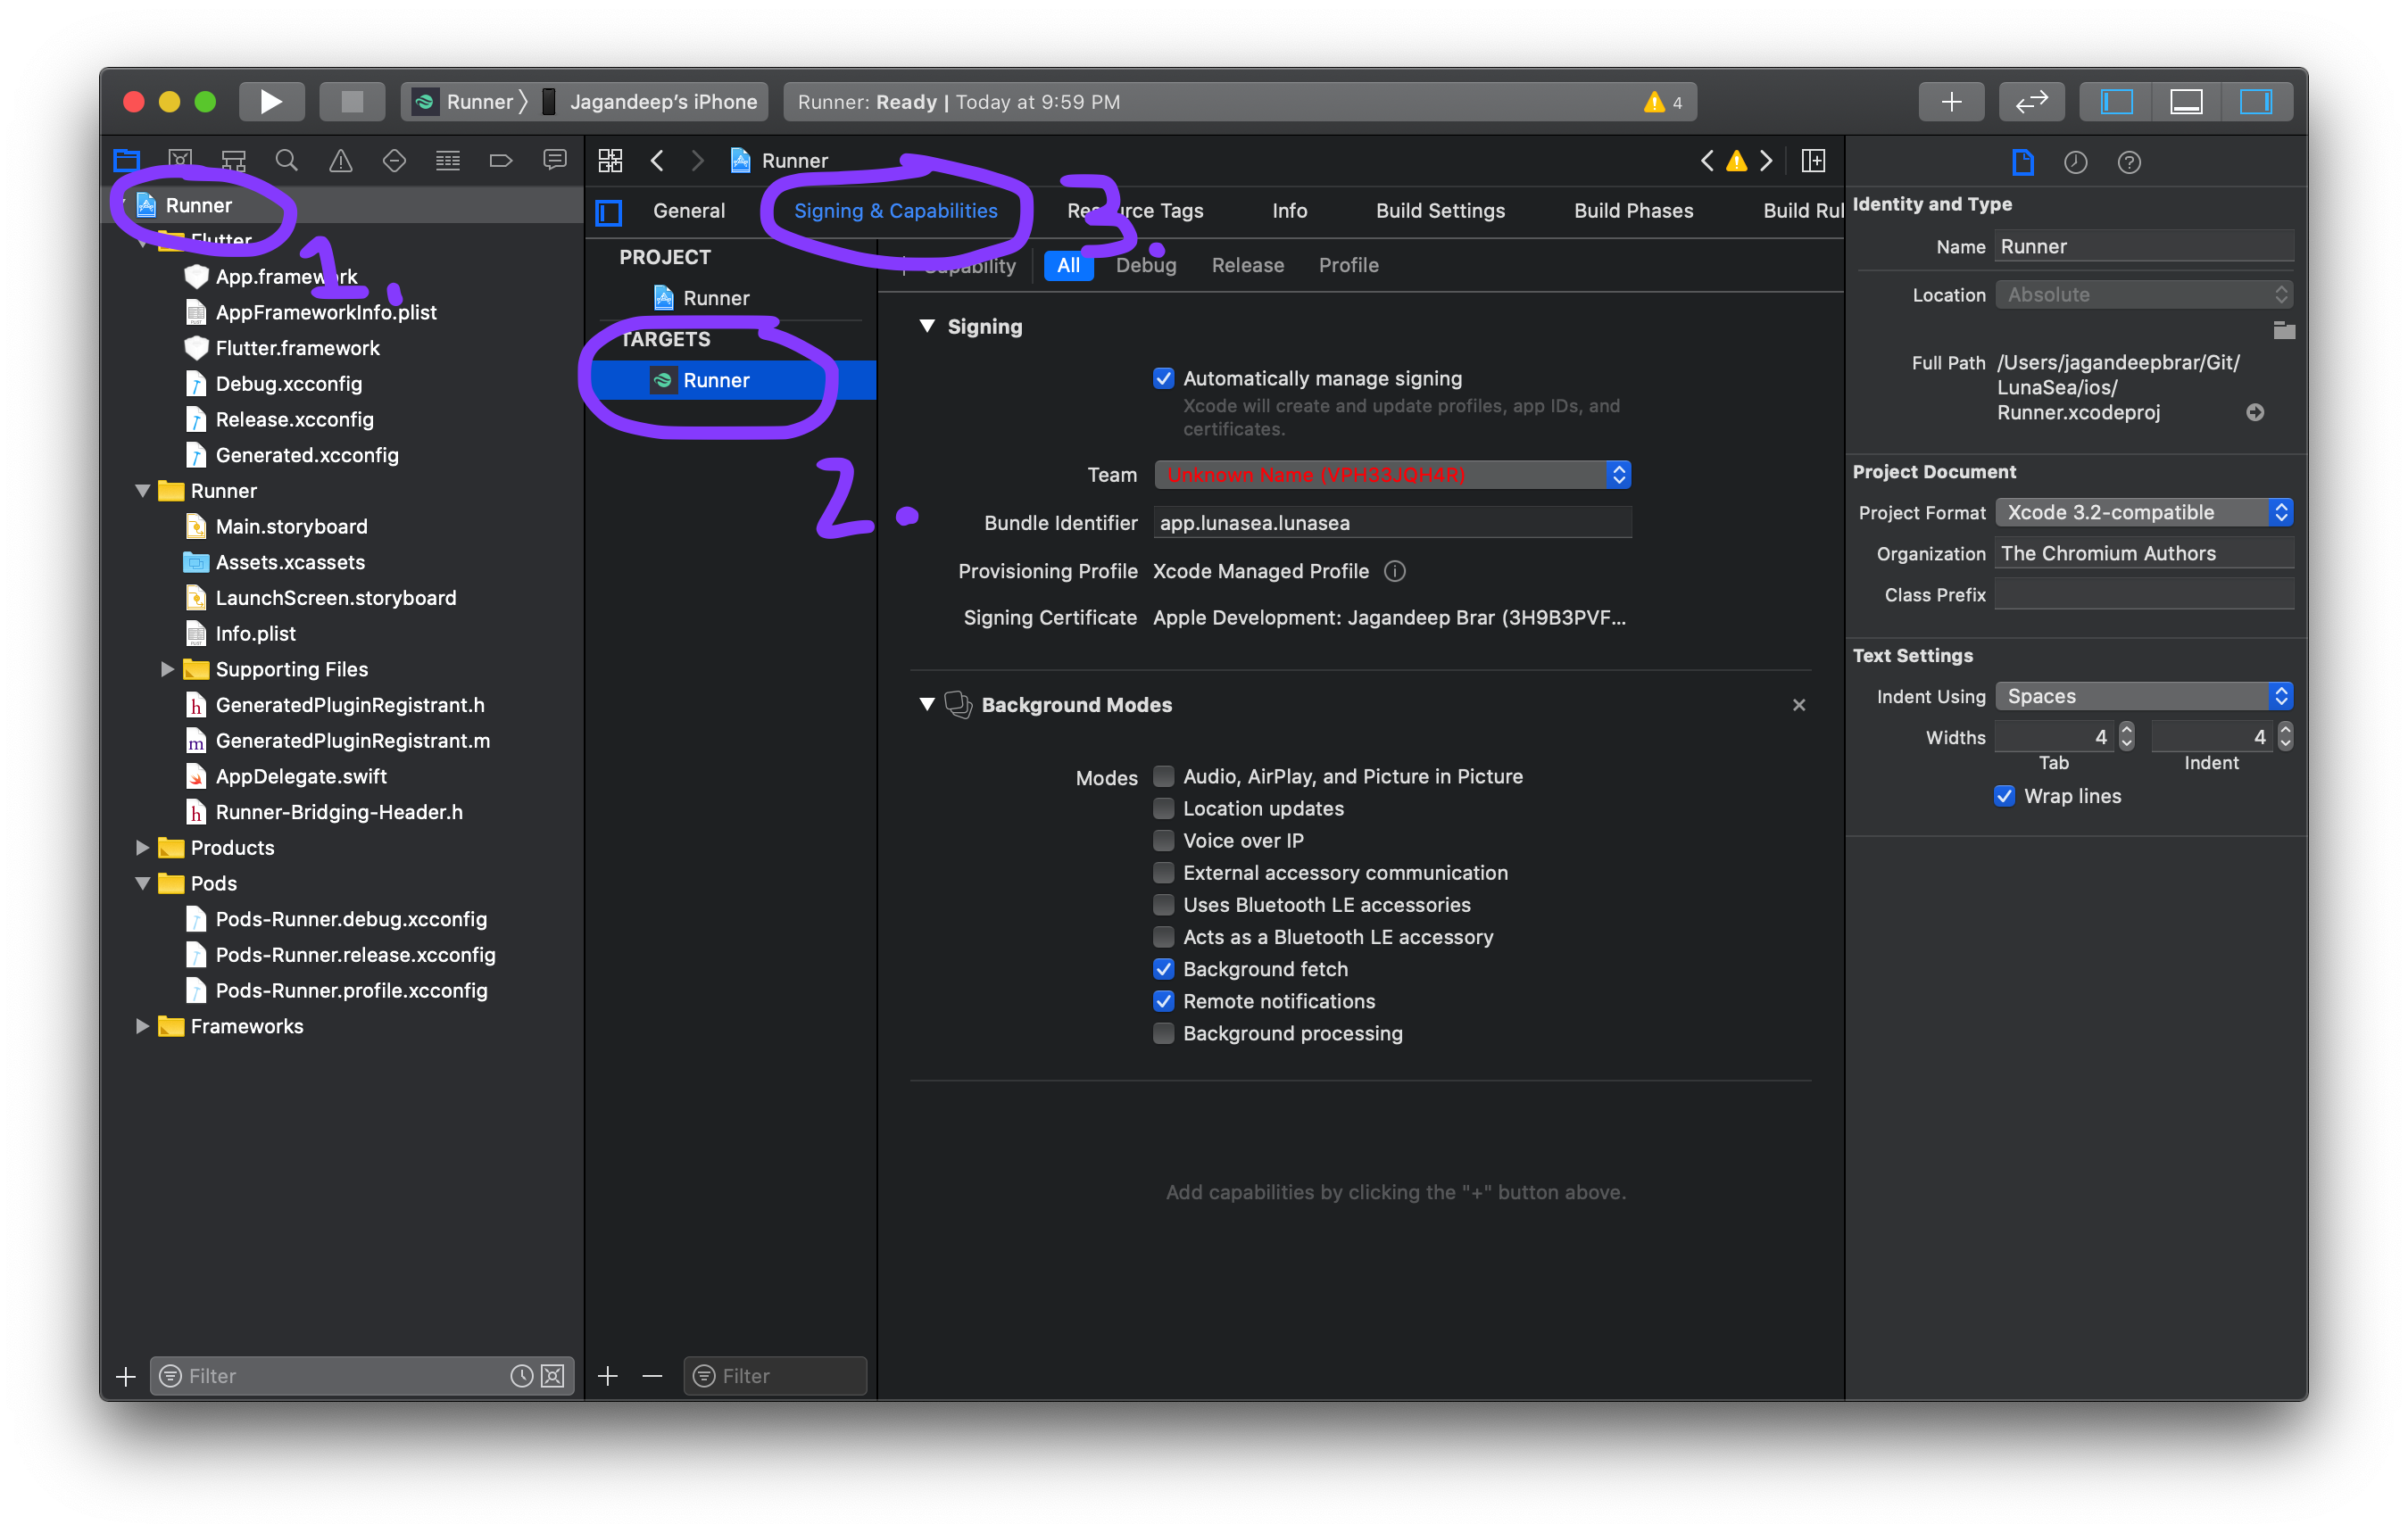 Runner
Jagandeep's iPhone
Runner: Ready | Today at 9:59 PM
4
Runner
Flutter
App.framework
AppFrameworkInfo.plist
Flutter.framework
Debug.xcconfig
Release.xcconfig
Generated.xcconfig
Runner
Main.storyboard
Assets.xcassets
LaunchScreen.storyboard
Info.plist
Supporting Files
GeneratedPluginRegistrant.h
GeneratedPluginRegistrant.m
AppDelegate.swift
Runner-Bridging-Header.h
Products
Pods
Pods-Runner.debug.xcconfig
Pods-Runner.release.xcconfig
Pods-Runner.profile.xcconfig
Frameworks
Filter
1.
Runner
General
Signing & Capabilities
Resource Tags
Info
Build Settings
Build Phases
Build Rul
3.
PROJECT
Runner
TARGETS
Runner
2.
Filter
+ Capability
All
Debug
Release
Profile
Signing
Automatically manage signing
Xcode will create and update profiles, app IDs, and
certificates.
Team Unknown Name (VPH33JQH4R)
Bundle Identifier app.lunasea.lunasea
Provisioning Profile Xcode Managed Profile
Signing Certificate Apple Development: Jagandeep Brar (3H9B3PVF...
Background Modes
Modes
Audio, AirPlay, and Picture in Picture
Location updates
Voice over IP
External accessory communication
Uses Bluetooth LE accessories
Acts as a Bluetooth LE accessory
Background fetch
Remote notifications
Background processing
Add capabilities by clicking the "+" button above.
Identity and Type
Name Runner
Location Absolute
Full Path /Users/jagandeepbrar/Git/
LunaSea/ios/
Runner.xcodeproj
Project Document
Project Format Xcode 3.2-compatible
Organization The Chromium Authors
Class Prefix
Text Settings
Indent Using Spaces
Widths 4 4
Tab Indent
Wrap lines